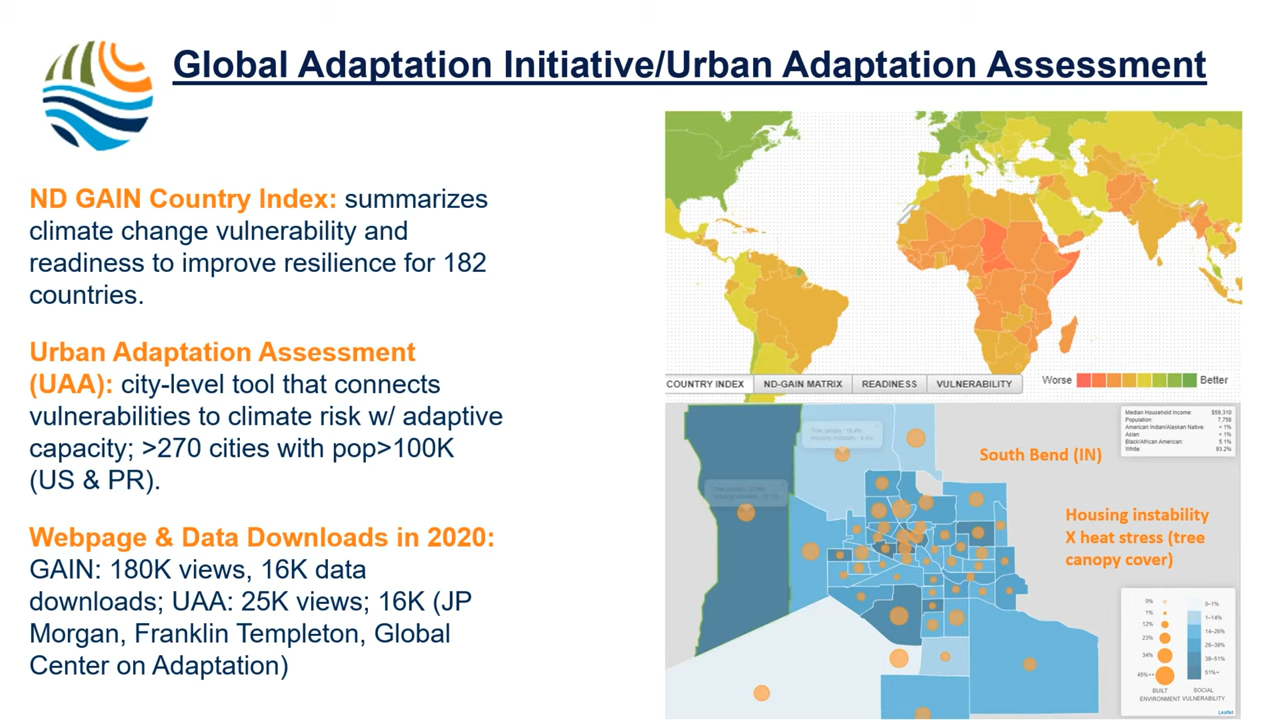 Global Adaptation Initiative/Urban Adaptation Assessment
ND GAIN Country Index: summarizes
climate change vulnerability and
readiness to improve resilience for 182
countries.
Urban Adaptation Assessment
(UAA): city-level tool that connects
vulnerabilities to climate risk w/ adaptive
capacity; >270 cities with pop>100K
(US & PR).
Webpage & Data Downloads in 2020:
GAIN: 180K views, 16K data
downloads; UAA: 25K views; 16K (JP
Morgan, Franklin Templeton, Global
Center on Adaptation)
COUNTRY INDEX
ND-GAIN MATRIX
READINESS
VULNERABILITY
Worse
Better
Median Household Income: $59,310
Population: 7,758
American Indian/Alaskan Native: < 1%
Asian: < 1%
Black/African American: 5.1%
White: 83.2%
South Bend (IN)
Housing instability
X heat stress (tree
canopy cover)
0% 0–1%
1% 1–14%
12% 14–26%
23% 26–39%
34% 39–51%
45%+ 51%+
BUILT SOCIAL
ENVIRONMENT VULNERABILITY
Leaflet